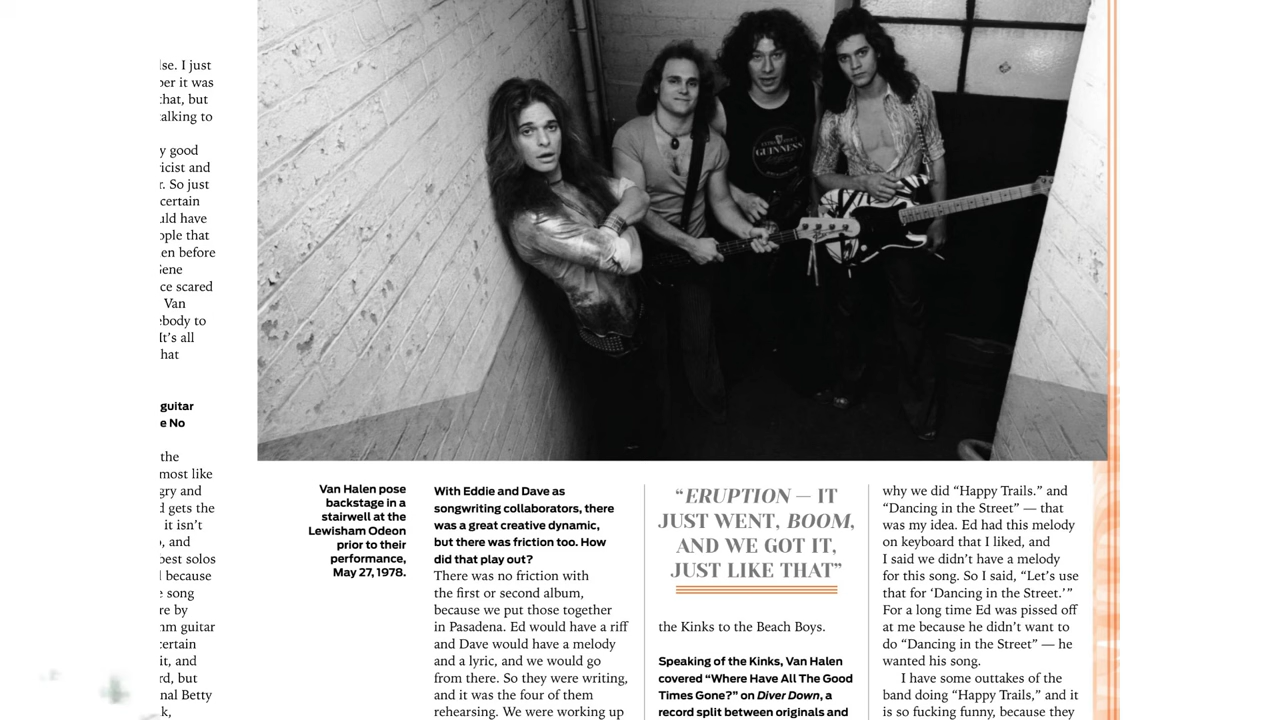 lse. I just
er it was
that, but
alking to
y good
ricist and
r. So just
certain
uld have
ople that
en before
Gene
ce scared
Van
ebody to
It's all
hat
guitar
e No
the
most like
gry and
d gets the
it isn't
o, and
best solos
l because
e song
re by
hm guitar
certain
it, and
rd, but
nal Betty
k,
GUINNESS
Van Halen pose
backstage in a
stairwell at the
Lewisham Odeon
prior to their
performance,
May 27, 1978.
With Eddie and Dave as
songwriting collaborators, there
was a great creative dynamic,
but there was friction too. How
did that play out?
There was no friction with
the first or second album,
because we put those together
in Pasadena. Ed would have a riff
and Dave would have a melody
and a lyric, and we would go
from there. So they were writing,
and it was the four of them
rehearsing. We were working up
“ERUPTION — IT
JUST WENT, BOOM,
AND WE GOT IT,
JUST LIKE THAT”
the Kinks to the Beach Boys.
Speaking of the Kinks, Van Halen
covered “Where Have All The Good
Times Gone?” on Diver Down, a
record split between originals and
why we did “Happy Trails.” and
“Dancing in the Street” — that
was my idea. Ed had this melody
on keyboard that I liked, and
I said we didn’t have a melody
for this song. So I said, “Let’s use
that for ‘Dancing in the Street.’”
For a long time Ed was pissed off
at me because he didn’t want to
do “Dancing in the Street” — he
wanted his song.
I have some outtakes of the
band doing “Happy Trails,” and it
is so fucking funny, because they